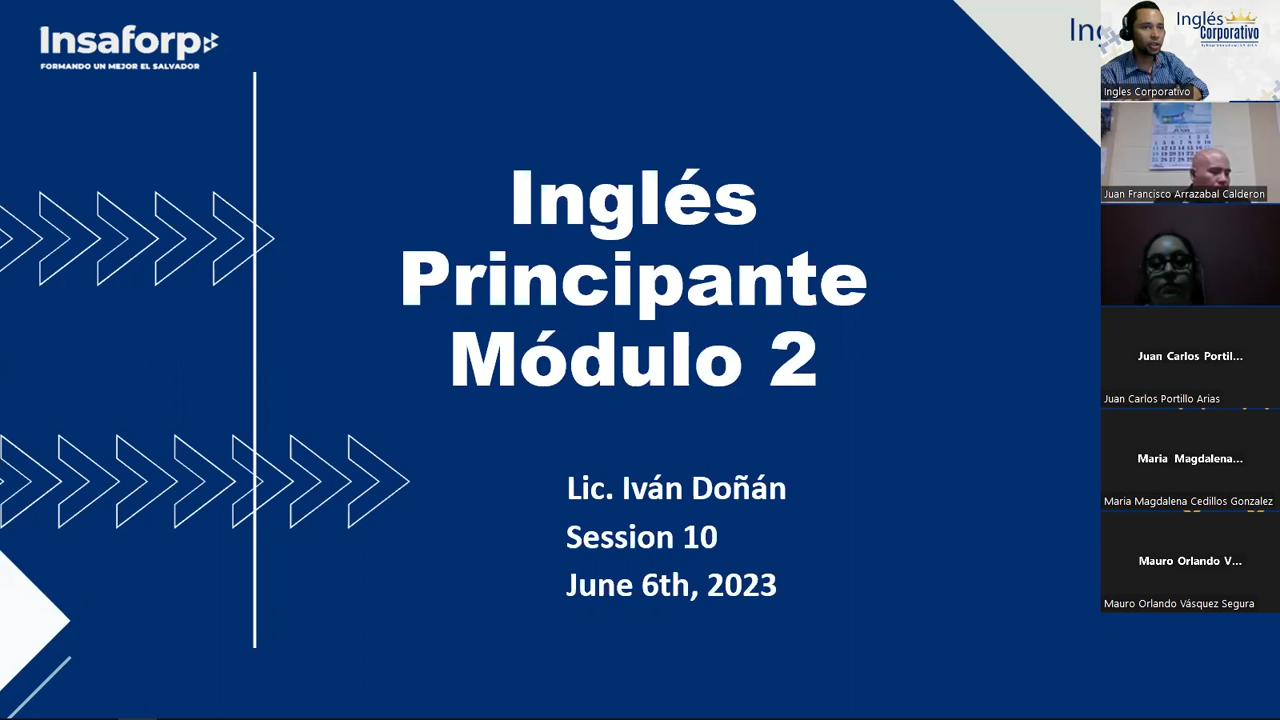 Insaforp
FORMANDO UN MEJOR EL SALVADOR
Inglés
Principante
Módulo 2
Lic. Iván Doñán
Session 10
June 6th, 2023
Inglés
Corporativo
Ingles Corporativo
Juan Francisco Arrazabal Calderon
Juan Carlos Portil...
Juan Carlos Portillo Arias
Maria Magdalena...
Maria Magdalena Cedillos Gonzalez
Mauro Orlando V...
Mauro Orlando Vásquez Segura